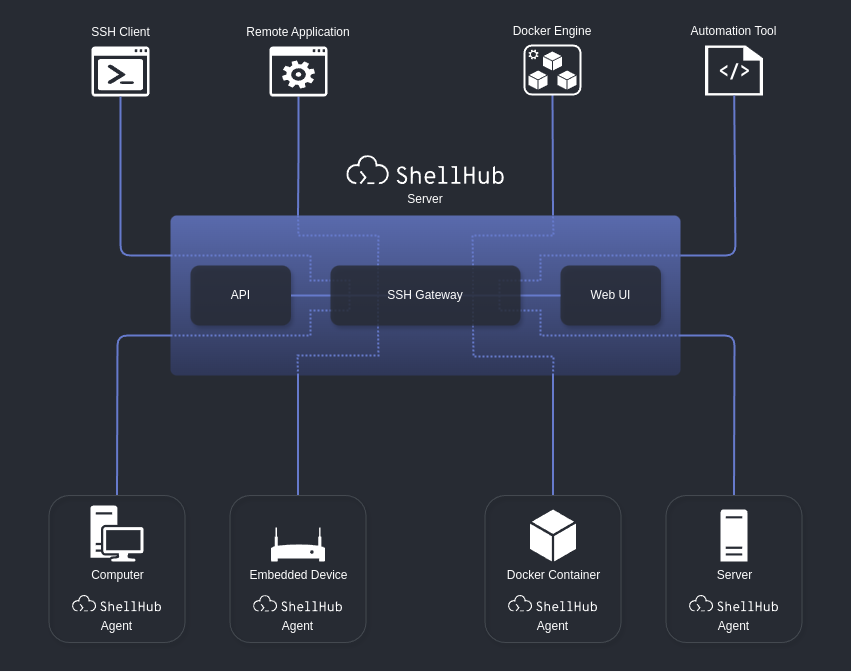 SSH Client
Remote Application
Docker Engine
Automation Tool
</>
ShellHub
Server
API
SSH Gateway
Web UI
Computer
Embedded Device
Docker Container
Server
ShellHub
ShellHub
ShellHub
ShellHub
Agent
Agent
Agent
Agent